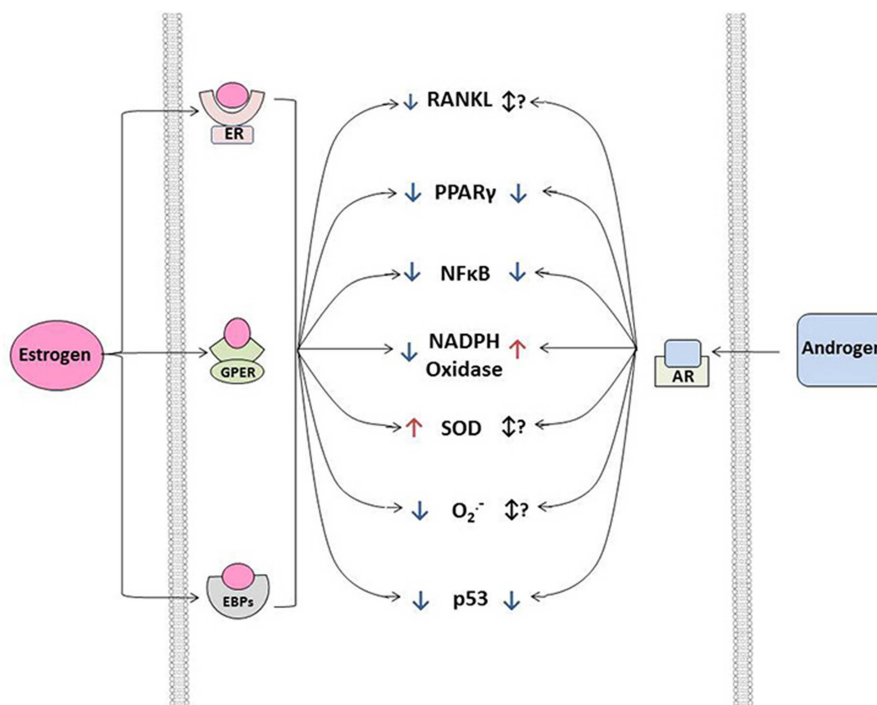 RANKL ↕?
ER
PPARγ
NFκB
Estrogen
GPER
NADPH
Oxidase
AR
Androgen
SOD ↕?
O₂·⁻ ↕?
EBPs
p53